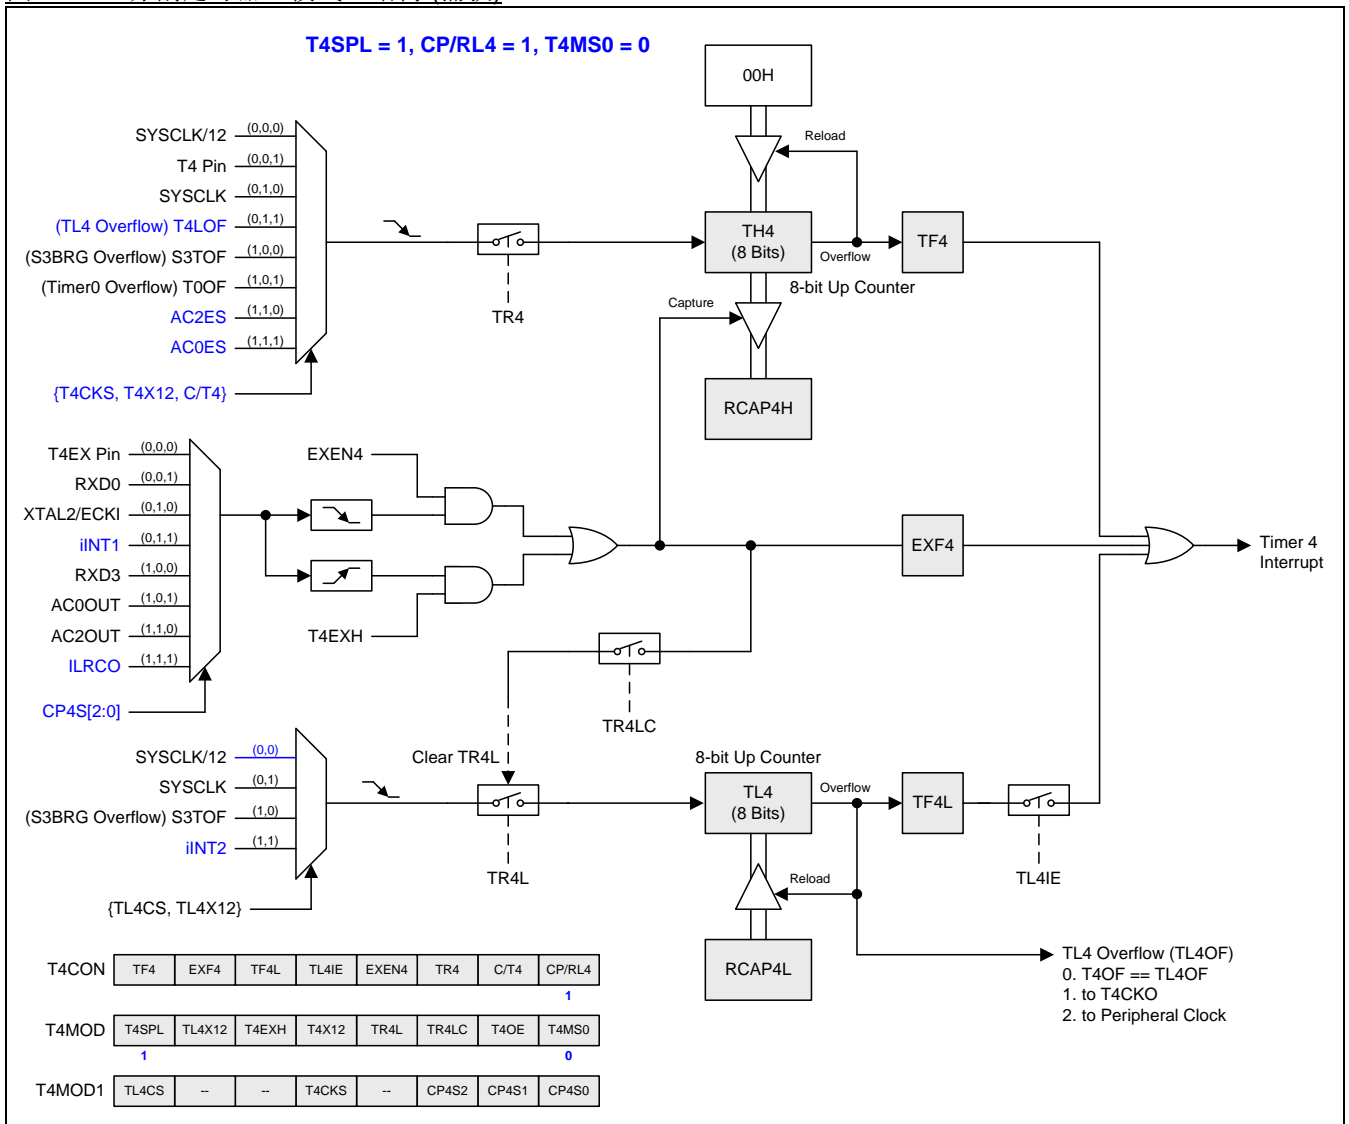 T4SPL = 1, CP/RL4 = 1, T4MS0 = 0
00H
Reload
SYSCLK/12 (0,0,0)
T4 Pin (0,0,1)
SYSCLK (0,1,0)
(TL4 Overflow) T4LOF (0,1,1)
(S3BRG Overflow) S3TOF (1,0,0)
(Timer0 Overflow) T0OF (1,0,1)
AC2ES (1,1,0)
AC0ES (1,1,1)
{T4CKS, T4X12, C/T4}
TR4
TH4
(8 Bits)
Overflow
TF4
8-bit Up Counter
Capture
RCAP4H
T4EX Pin (0,0,0)
RXD0 (0,0,1)
XTAL2/ECKI (0,1,0)
iINT1 (0,1,1)
RXD3 (1,0,0)
AC0OUT (1,0,1)
AC2OUT (1,1,0)
ILRCO (1,1,1)
CP4S[2:0]
EXEN4
T4EXH
EXF4
Timer 4
Interrupt
TR4LC
Clear TR4L
SYSCLK/12 (0,0)
SYSCLK (0,1)
(S3BRG Overflow) S3TOF (1,0)
iINT2 (1,1)
{TL4CS, TL4X12}
TR4L
8-bit Up Counter
TL4
(8 Bits)
Overflow
TF4L
TL4IE
Reload
RCAP4L
TL4 Overflow (TL4OF)
0. T4OF == TL4OF
1. to T4CKO
2. to Peripheral Clock
T4CON TF4 EXF4 TF4L TL4IE EXEN4 TR4 C/T4 CP/RL4
1
T4MOD T4SPL TL4X12 T4EXH T4X12 TR4L TR4LC T4OE T4MS0
1 0
T4MOD1 TL4CS -- -- T4CKS -- CP4S2 CP4S1 CP4S0